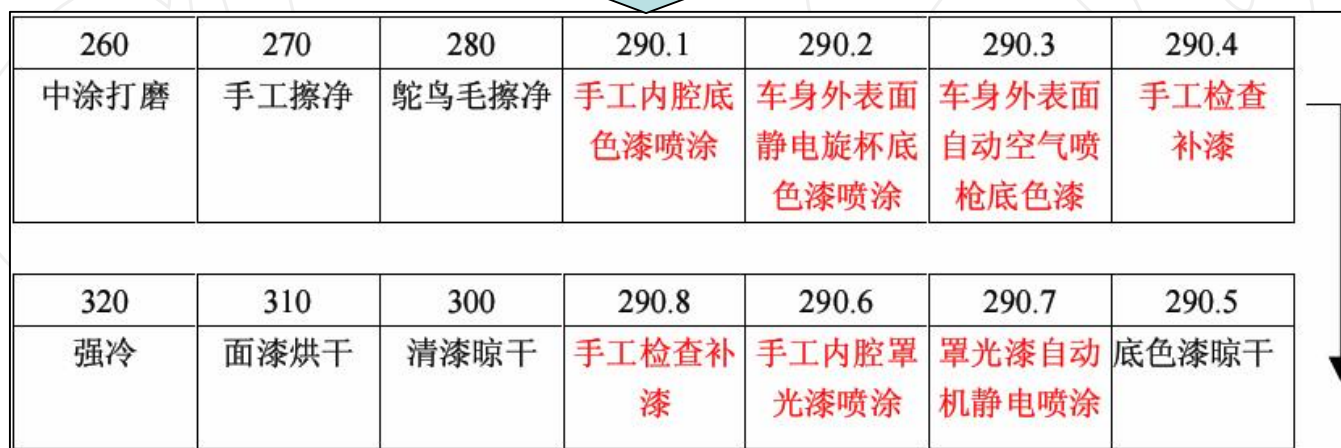 260 270 280 290.1 290.2 290.3 290.4
中涂打磨 手工擦净 鸵鸟毛擦净 手工内腔底 车身外表面 车身外表面 手工检查
色漆喷涂 静电旋杯底 自动空气喷 补漆
色漆喷涂 枪底色漆
320 310 300 290.8 290.6 290.7 290.5
强冷 面漆烘干 清漆晾干 手工检查补 手工内腔罩 罩光漆自动 底色漆晾干
漆 光漆喷涂 机静电喷涂